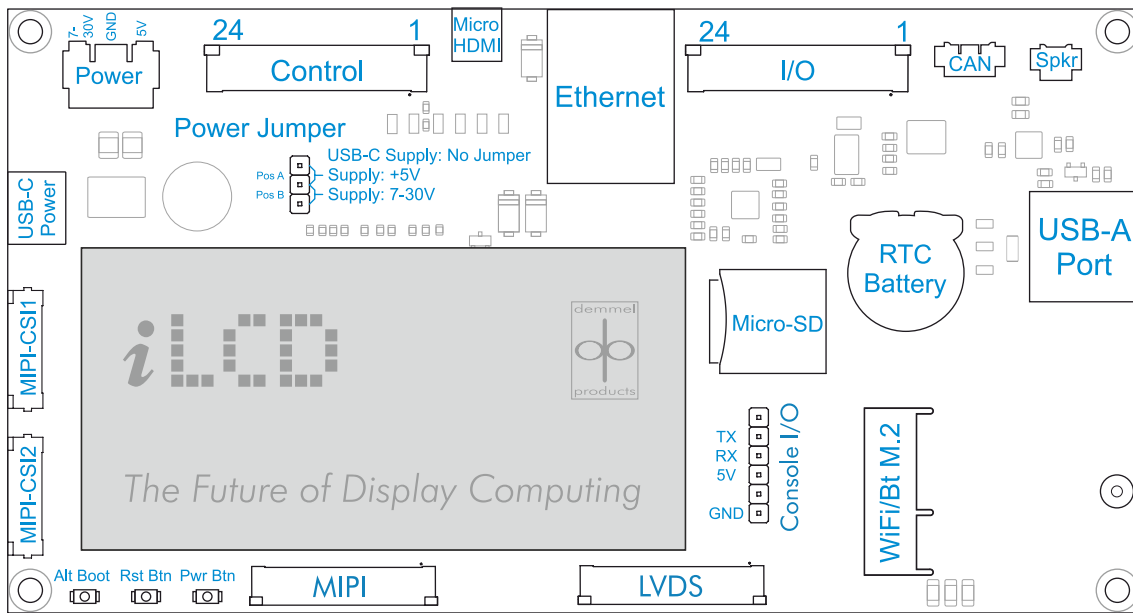 7-
30V
GND
5V
Power
24
1
Control
Micro
HDMI
Ethernet
24
1
I/O
CAN
Spkr
Power Jumper
USB-C Supply: No Jumper
Pos A
Supply: +5V
Pos B
Supply: 7-30V
USB-C
Power
USB-A
Port
RTC
Battery
Micro-SD
MIPI-CSI1
MIPI-CSI2
iLCD
demmel
dp
products
The Future of Display Computing
TX
RX
5V
GND
Console I/O
WiFi/Bt M.2
Alt Boot
Rst Btn
Pwr Btn
MIPI
LVDS